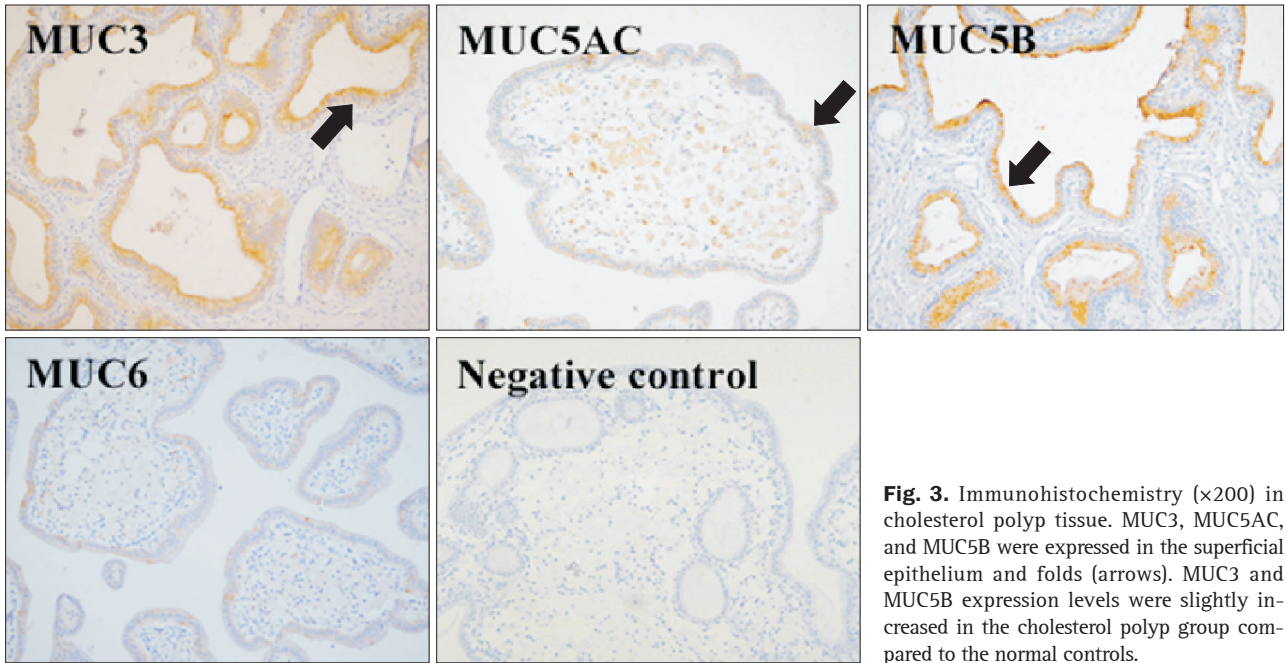 MUC3
MUC5AC
MUC5B
MUC6
Negative control
Fig. 3. Immunohistochemistry (×200) in
cholesterol polyp tissue. MUC3, MUC5AC,
and MUC5B were expressed in the superficial
epithelium and folds (arrows). MUC3 and
MUC5B expression levels were slightly in-
creased in the cholesterol polyp group com-
pared to the normal controls.